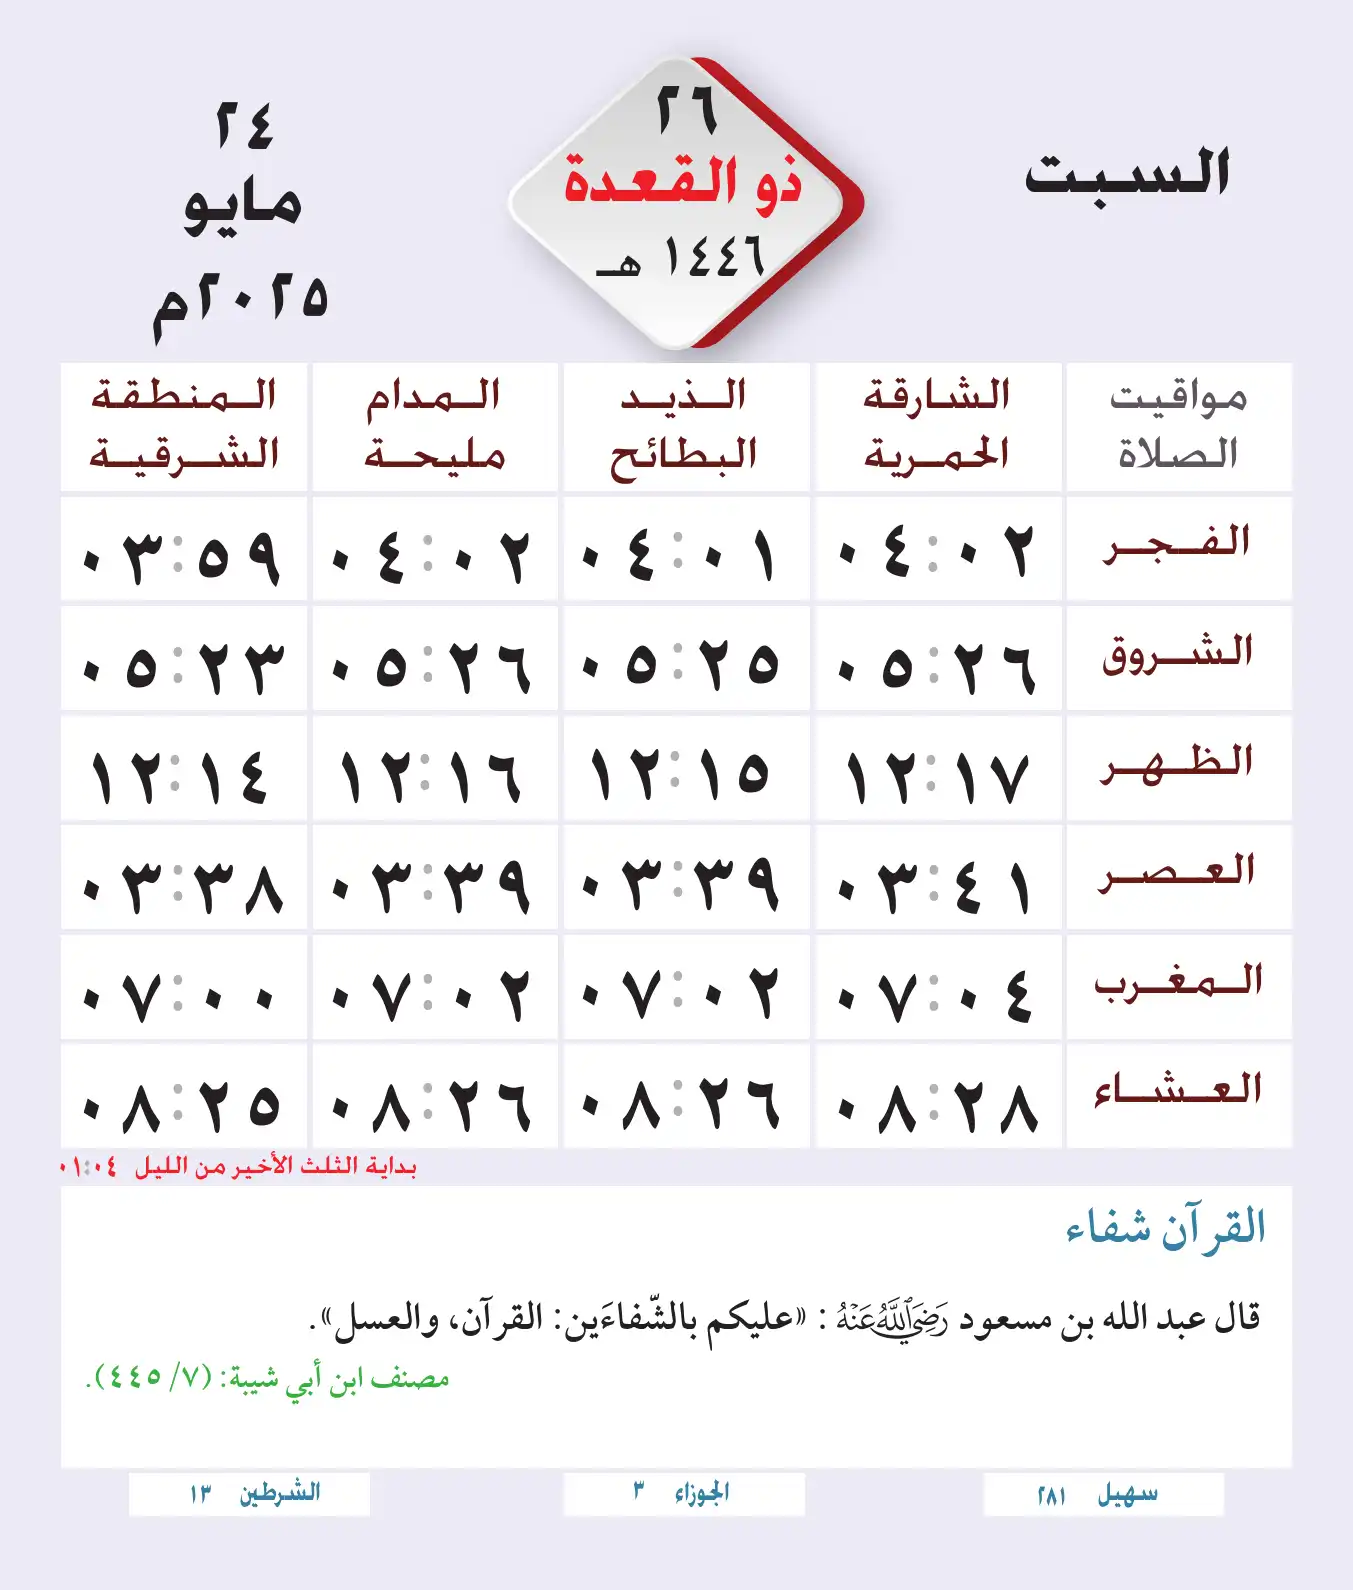 السبت
٢٦
ذو القعدة
١٤٤٦ هـ
٢٤
مايو
٢٠٢٥م
مواقيت الصلاة
الشارقة الحمرية
الذيد البطائح
المدام مليحة
المنطقة الشرقية
الفجر ٠٤:٠٢ ٠٤:٠١ ٠٤:٠٢ ٠٣:٥٩
الشروق ٠٥:٢٦ ٠٥:٢٥ ٠٥:٢٦ ٠٥:٢٣
الظهر ١٢:١٧ ١٢:١٥ ١٢:١٦ ١٢:١٤
العصر ٠٣:٤١ ٠٣:٣٩ ٠٣:٣٩ ٠٣:٣٨
المغرب ٠٧:٠٤ ٠٧:٠٢ ٠٧:٠٢ ٠٧:٠٠
العشاء ٠٨:٢٨ ٠٨:٢٦ ٠٨:٢٦ ٠٨:٢٥
بداية الثلث الأخير من الليل ٠١:٠٤
القرآن شفاء
قال عبد الله بن مسعود رَضِيَ اللَّهُ عَنْهُ : «عليكم بالشّفاءَين: القرآن، والعسل».
مصنف ابن أبي شيبة: (٧/ ٤٤٥).
سهيل ٢٨١
الجوزاء ٣
الشرطين ١٣